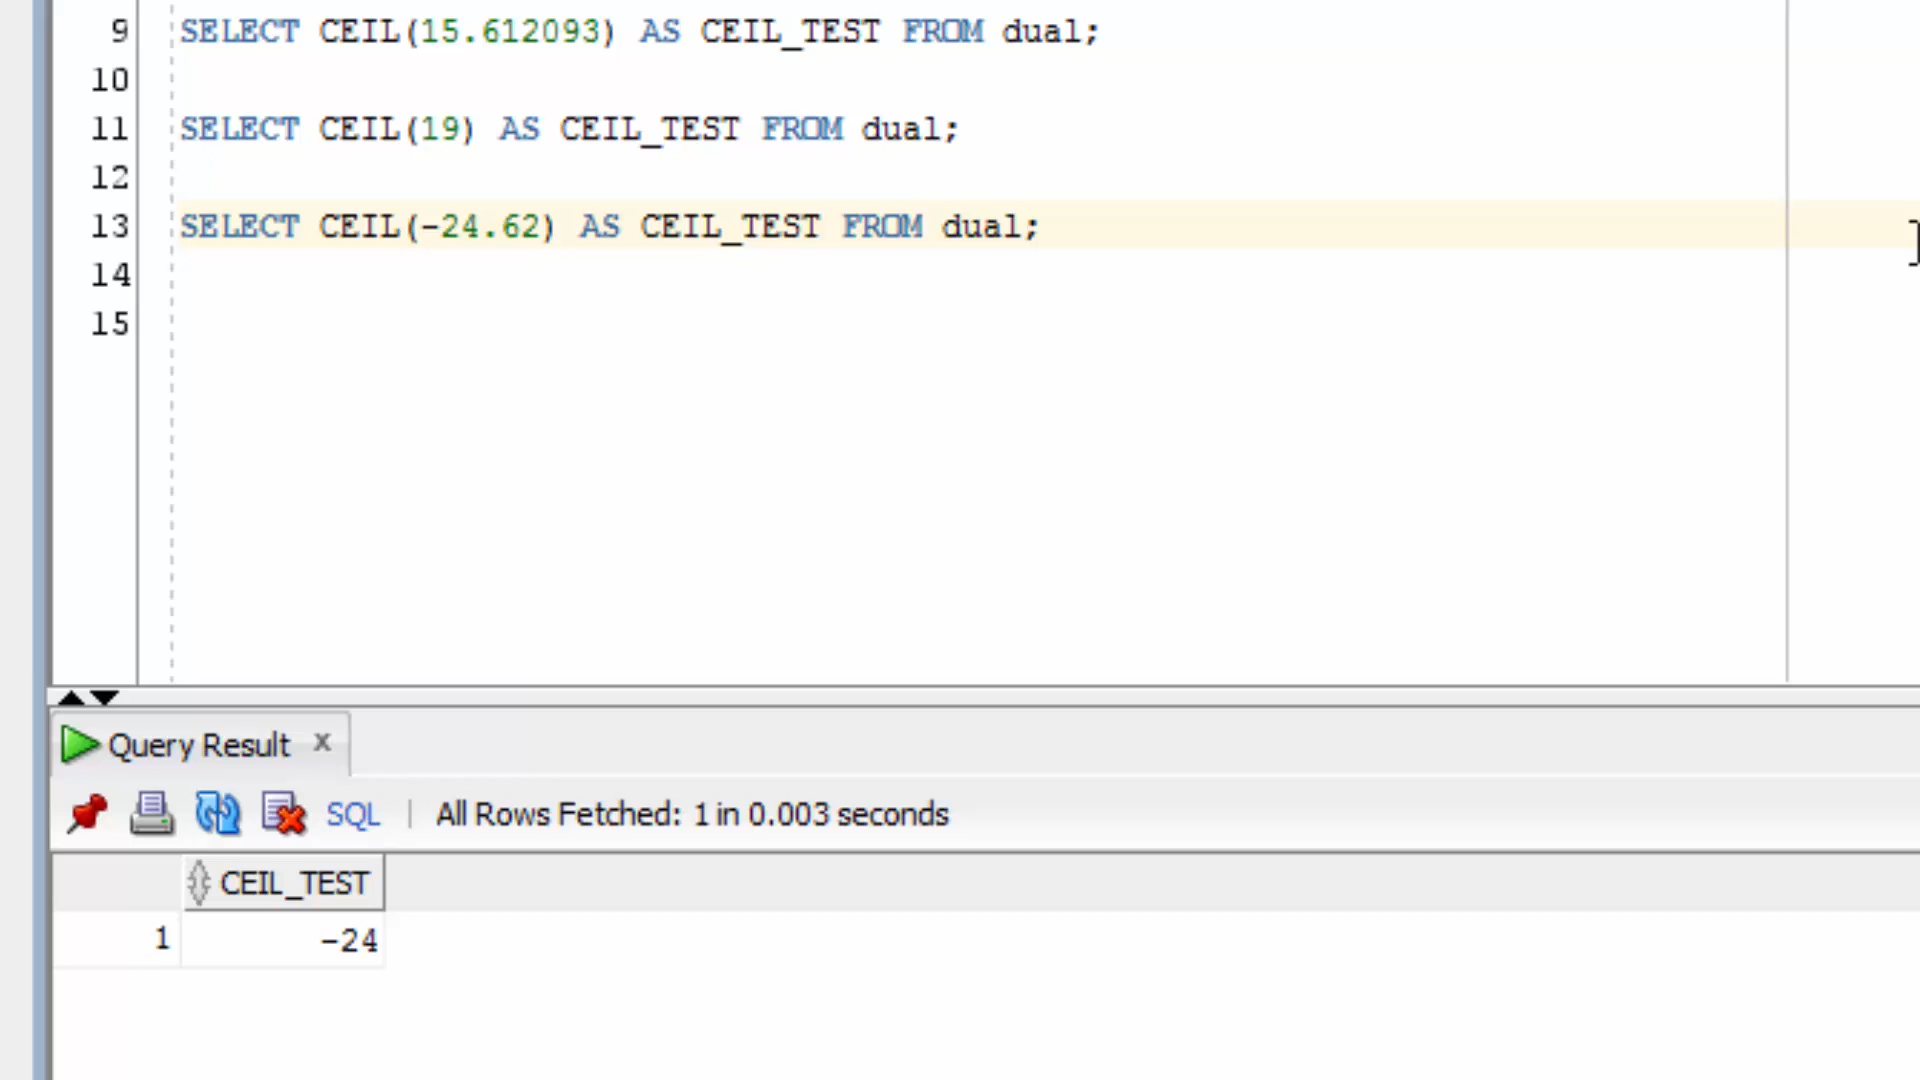 9 SELECT CEIL(15.612093) AS CEIL_TEST FROM dual;
10
11 SELECT CEIL(19) AS CEIL_TEST FROM dual;
12
13 SELECT CEIL(-24.62) AS CEIL_TEST FROM dual;
14
15
Query Result x
SQL | All Rows Fetched: 1 in 0.003 seconds
CEIL_TEST
1 -24